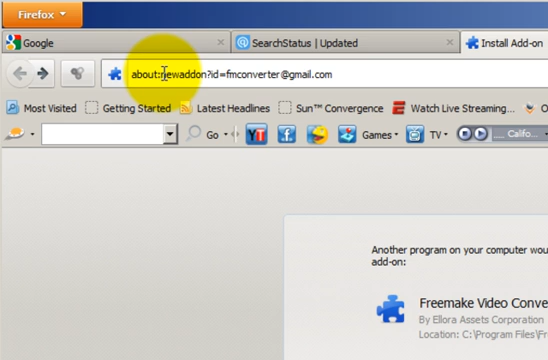 Firefox
Google
SearchStatus | Updated
Install Add-on
about:newaddon?id=fmconverter@gmail.com
Most Visited Getting Started Latest Headlines Sun™ Convergence Watch Live Streaming...
Go Games TV Califo...
Another program on your computer wou
add-on:
Freemake Video Conve
By Ellora Assets Corporation
Location: C:\Program Files\Fr